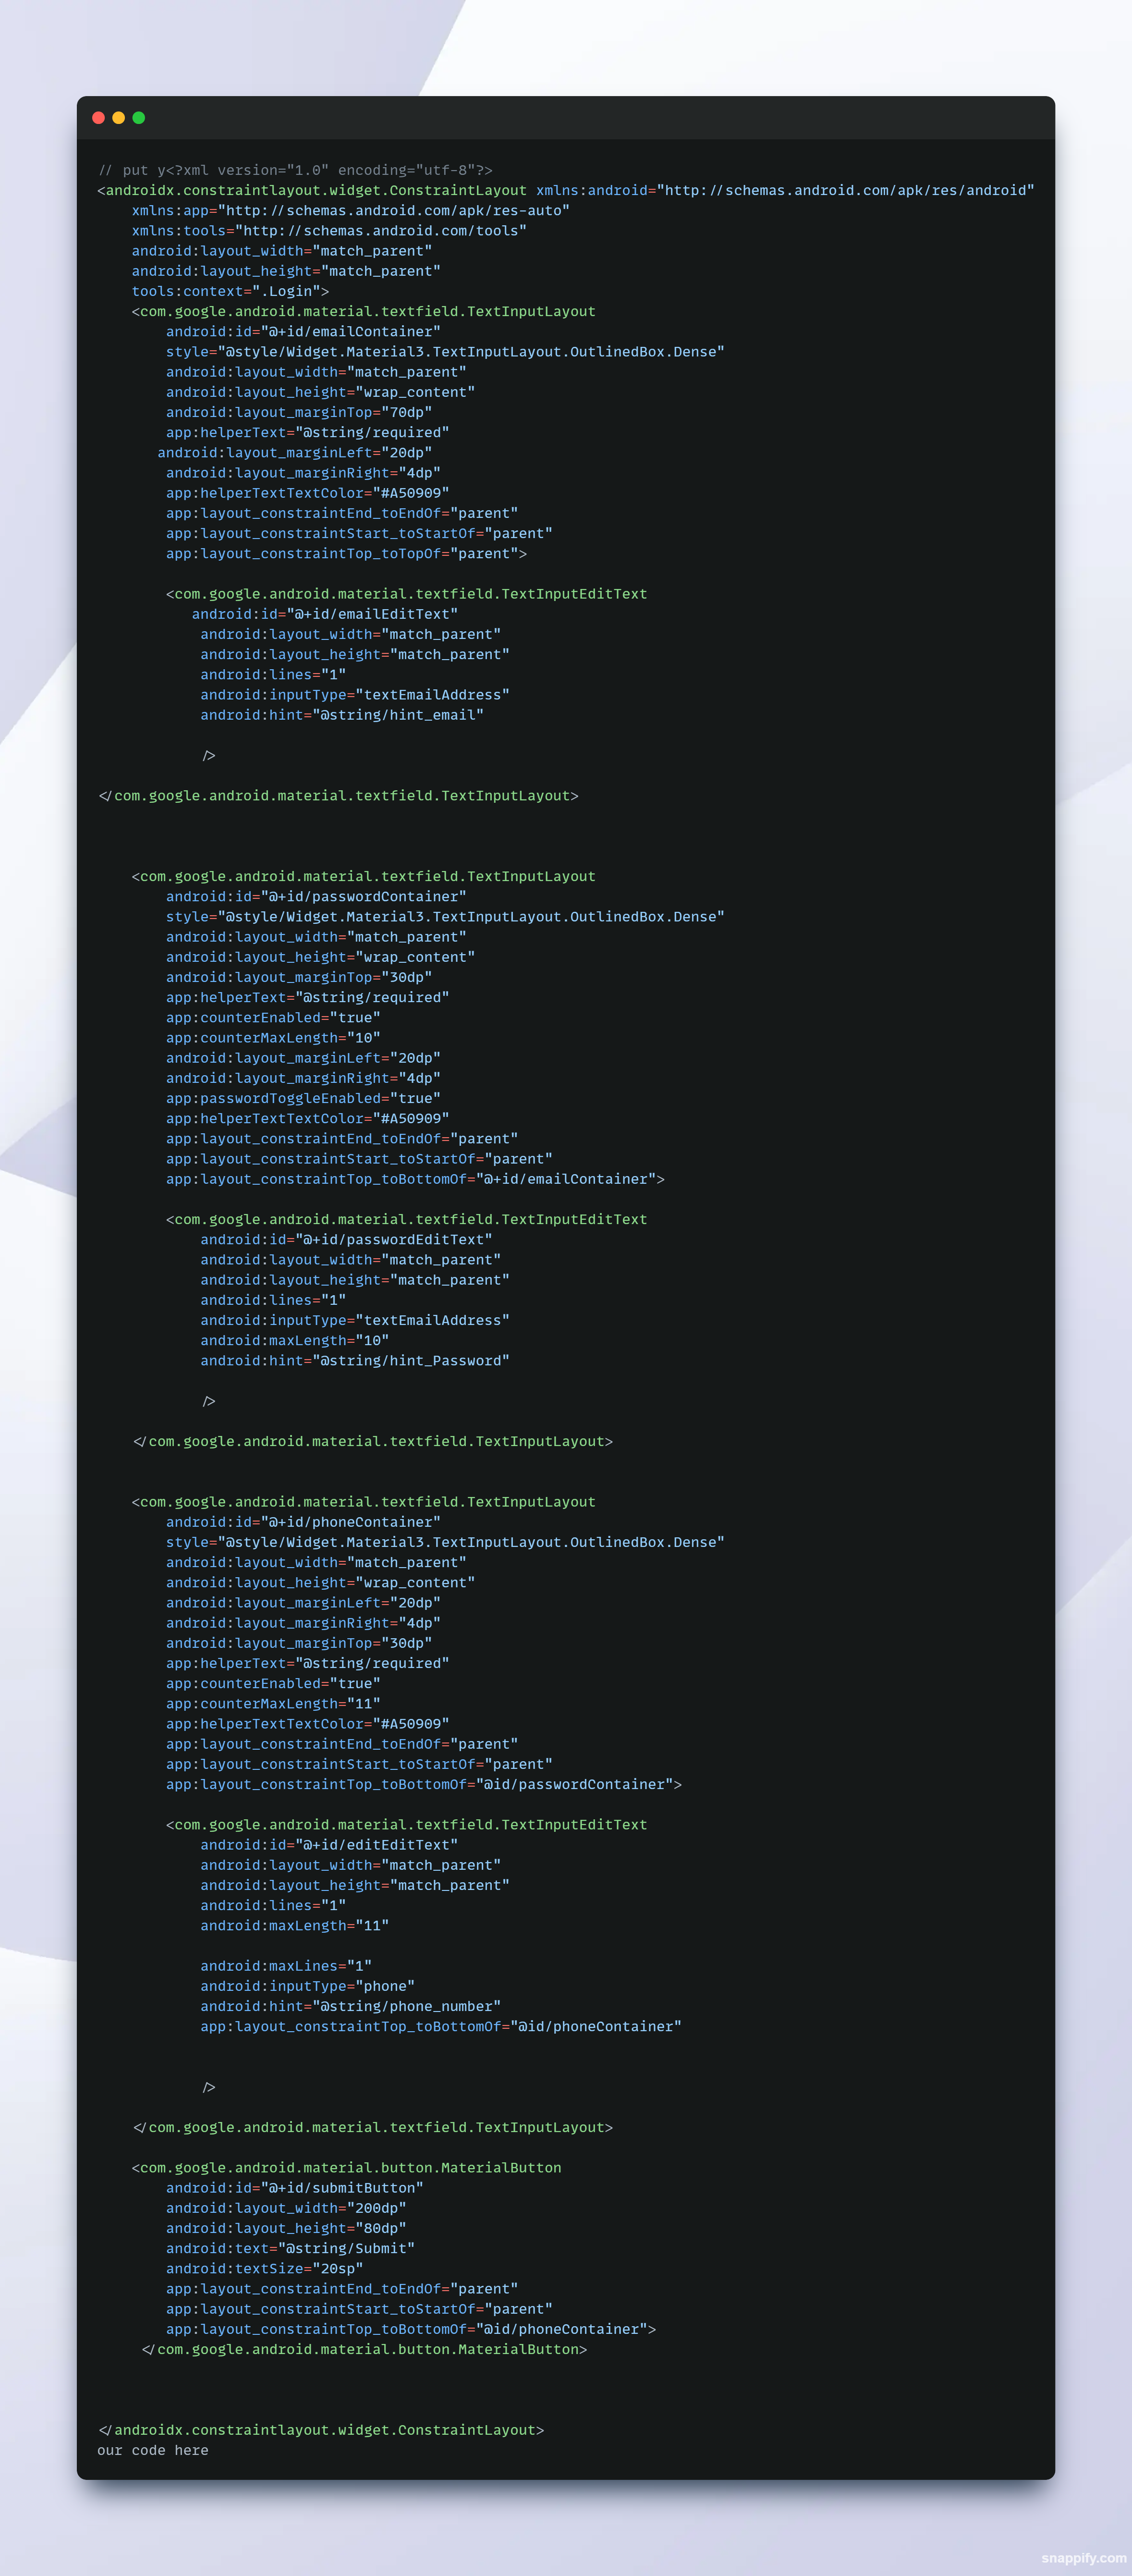 // put y<?xml version="1.0" encoding="utf-8"?>
<androidx.constraintlayout.widget.ConstraintLayout xmlns:android="http://schemas.android.com/apk/res/android"
    xmlns:app="http://schemas.android.com/apk/res-auto"
    xmlns:tools="http://schemas.android.com/tools"
    android:layout_width="match_parent"
    android:layout_height="match_parent"
    tools:context=".Login">
    <com.google.android.material.textfield.TextInputLayout
        android:id="@+id/emailContainer"
        style="@style/Widget.Material3.TextInputLayout.OutlinedBox.Dense"
        android:layout_width="match_parent"
        android:layout_height="wrap_content"
        android:layout_marginTop="70dp"
        app:helperText="@string/required"
       android:layout_marginLeft="20dp"
        android:layout_marginRight="4dp"
        app:helperTextTextColor="#A50909"
        app:layout_constraintEnd_toEndOf="parent"
        app:layout_constraintStart_toStartOf="parent"
        app:layout_constraintTop_toTopOf="parent">

        <com.google.android.material.textfield.TextInputEditText
           android:id="@+id/emailEditText"
            android:layout_width="match_parent"
            android:layout_height="match_parent"
            android:lines="1"
            android:inputType="textEmailAddress"
            android:hint="@string/hint_email"

            />

</com.google.android.material.textfield.TextInputLayout>

    <com.google.android.material.textfield.TextInputLayout
        android:id="@+id/passwordContainer"
        style="@style/Widget.Material3.TextInputLayout.OutlinedBox.Dense"
        android:layout_width="match_parent"
        android:layout_height="wrap_content"
        android:layout_marginTop="30dp"
        app:helperText="@string/required"
        app:counterEnabled="true"
        app:counterMaxLength="10"
        android:layout_marginLeft="20dp"
        android:layout_marginRight="4dp"
        app:passwordToggleEnabled="true"
        app:helperTextTextColor="#A50909"
        app:layout_constraintEnd_toEndOf="parent"
        app:layout_constraintStart_toStartOf="parent"
        app:layout_constraintTop_toBottomOf="@+id/emailContainer">

        <com.google.android.material.textfield.TextInputEditText
            android:id="@+id/passwordEditText"
            android:layout_width="match_parent"
            android:layout_height="match_parent"
            android:lines="1"
            android:inputType="textEmailAddress"
            android:maxLength="10"
            android:hint="@string/hint_Password"

            />

    </com.google.android.material.textfield.TextInputLayout>

    <com.google.android.material.textfield.TextInputLayout
        android:id="@+id/phoneContainer"
        style="@style/Widget.Material3.TextInputLayout.OutlinedBox.Dense"
        android:layout_width="match_parent"
        android:layout_height="wrap_content"
        android:layout_marginLeft="20dp"
        android:layout_marginRight="4dp"
        android:layout_marginTop="30dp"
        app:helperText="@string/required"
        app:counterEnabled="true"
        app:counterMaxLength="11"
        app:helperTextTextColor="#A50909"
        app:layout_constraintEnd_toEndOf="parent"
        app:layout_constraintStart_toStartOf="parent"
        app:layout_constraintTop_toBottomOf="@id/passwordContainer">

        <com.google.android.material.textfield.TextInputEditText
            android:id="@+id/editEditText"
            android:layout_width="match_parent"
            android:layout_height="match_parent"
            android:lines="1"
            android:maxLength="11"

            android:maxLines="1"
            android:inputType="phone"
            android:hint="@string/phone_number"
            app:layout_constraintTop_toBottomOf="@id/phoneContainer"

            />

    </com.google.android.material.textfield.TextInputLayout>

    <com.google.android.material.button.MaterialButton
        android:id="@+id/submitButton"
        android:layout_width="200dp"
        android:layout_height="80dp"
        android:text="@string/Submit"
        android:textSize="20sp"
        app:layout_constraintEnd_toEndOf="parent"
        app:layout_constraintStart_toStartOf="parent"
        app:layout_constraintTop_toBottomOf="@id/phoneContainer">
     </com.google.android.material.button.MaterialButton>

</androidx.constraintlayout.widget.ConstraintLayout>
our code here
snappify.com